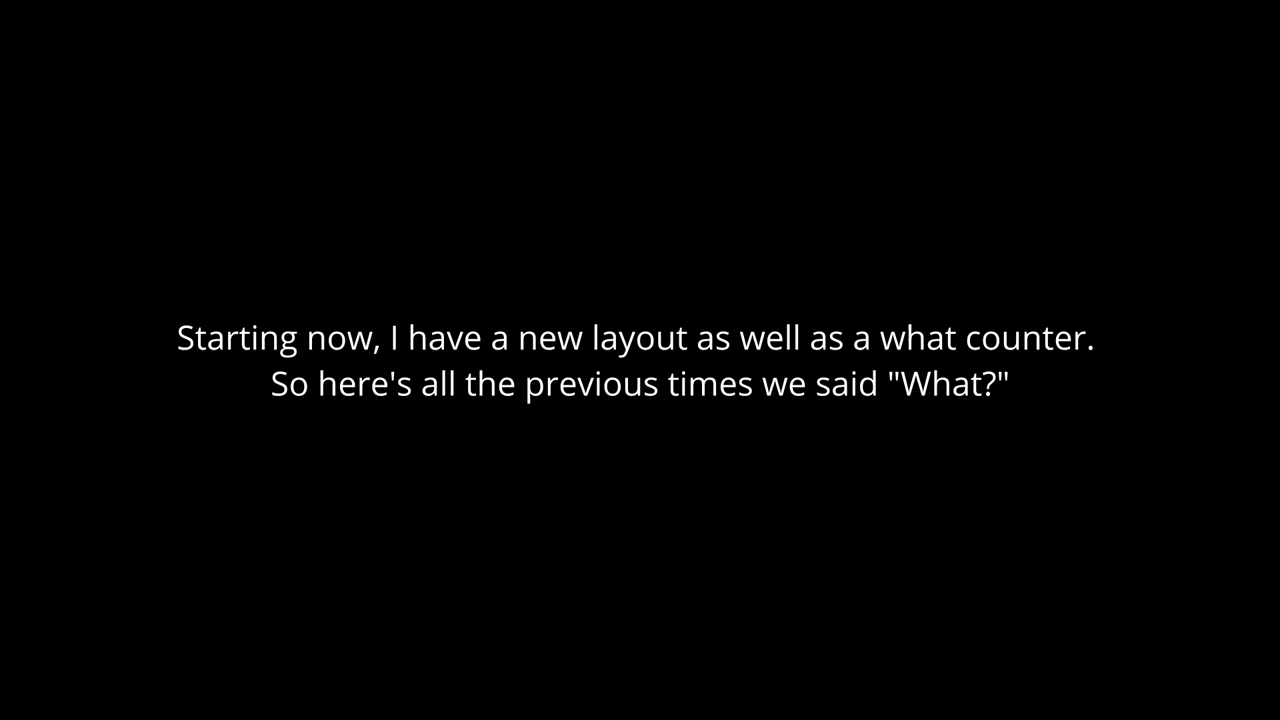 Starting now, I have a new layout as well as a what counter.
So here's all the previous times we said "What?"